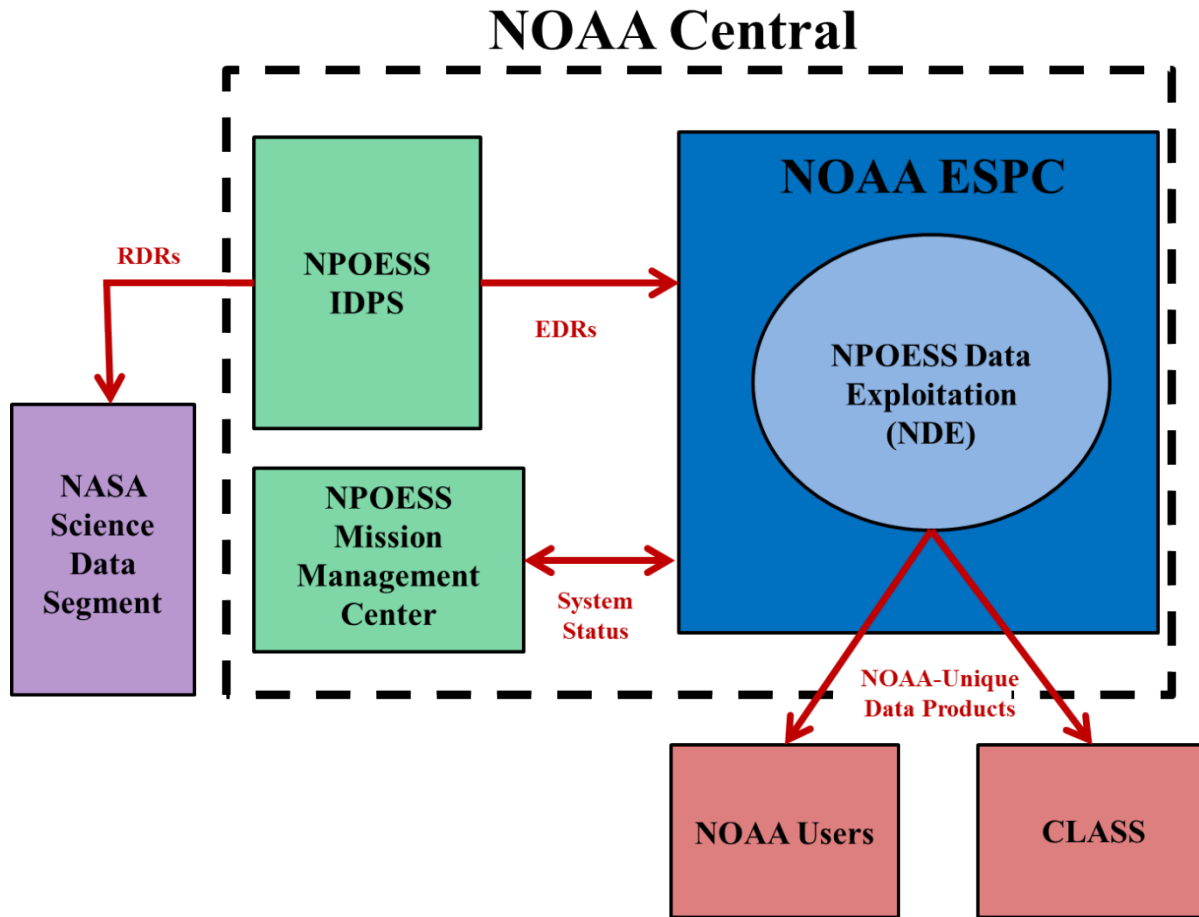 NOAA Central
NOAA ESPC
RDRs
NPOESS
IDPS
EDRs
NPOESS Data
Exploitation
(NDE)
NASA
Science
Data
Segment
NPOESS
Mission
Management
Center
System
Status
NOAA-Unique
Data Products
NOAA Users
CLASS